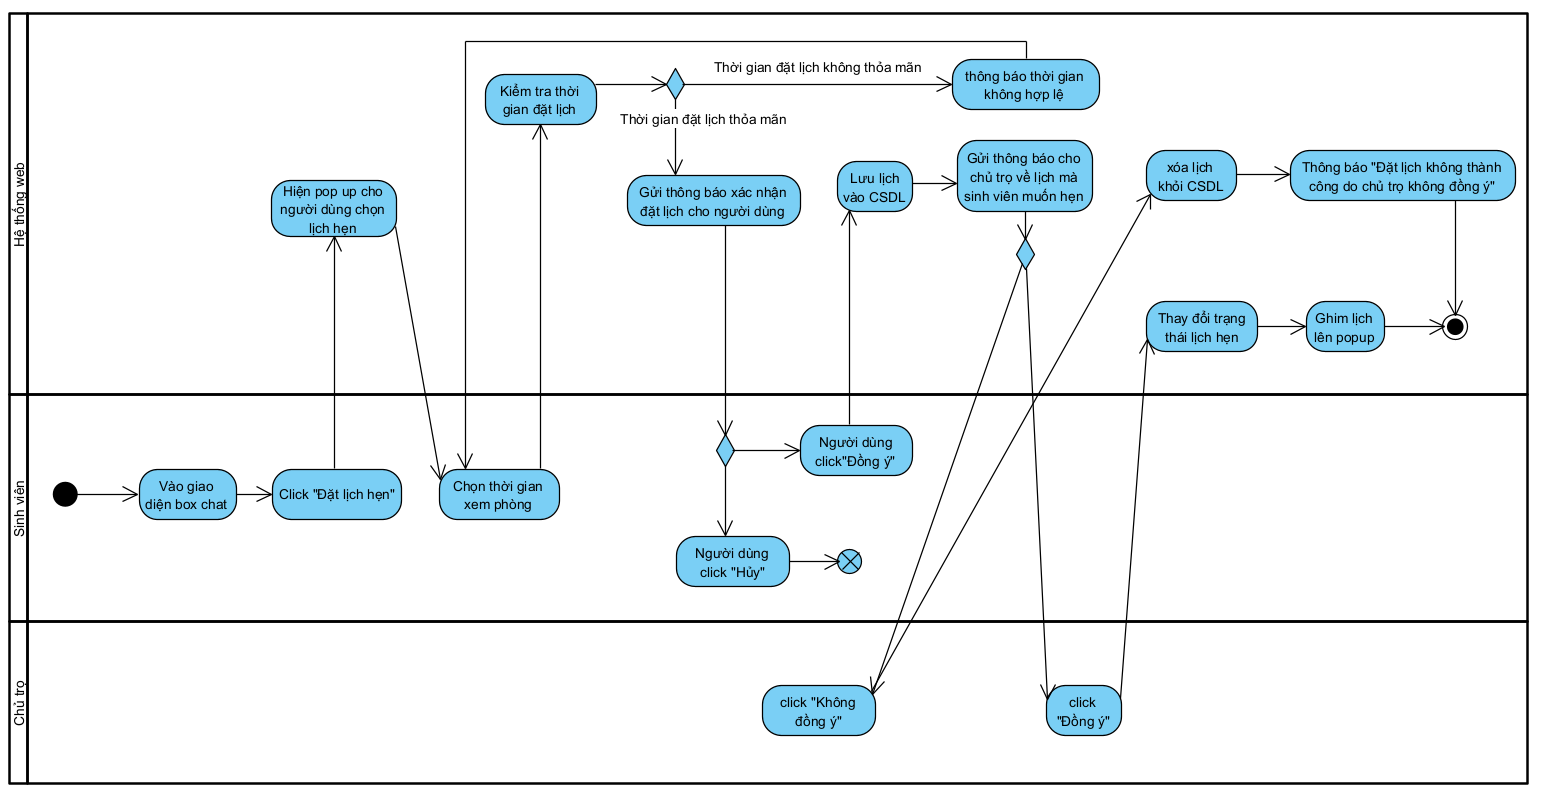 Hệ thống web
Thời gian đặt lịch không thỏa mãn
thông báo thời gian
không hợp lệ
Kiểm tra thời
gian đặt lịch
Thời gian đặt lịch thỏa mãn
Hiện pop up cho
người dùng chọn
lịch hẹn
Gửi thông báo xác nhận
đặt lịch cho người dùng
Lưu lịch
vào CSDL
Gửi thông báo cho
chủ trọ về lịch mà
sinh viên muốn hẹn
xóa lịch
khỏi CSDL
Thông báo "Đặt lịch không thành
công do chủ trọ không đồng ý"
Thay đổi trạng
thái lịch hẹn
Ghim lịch
lên popup
Sinh viên
Vào giao
diện box chat
Click "Đặt lịch hẹn"
Chọn thời gian
xem phòng
Người dùng
click"Đồng ý"
Người dùng
click "Hủy"
Chủ trọ
click "Không
đồng ý"
click
"Đồng ý"